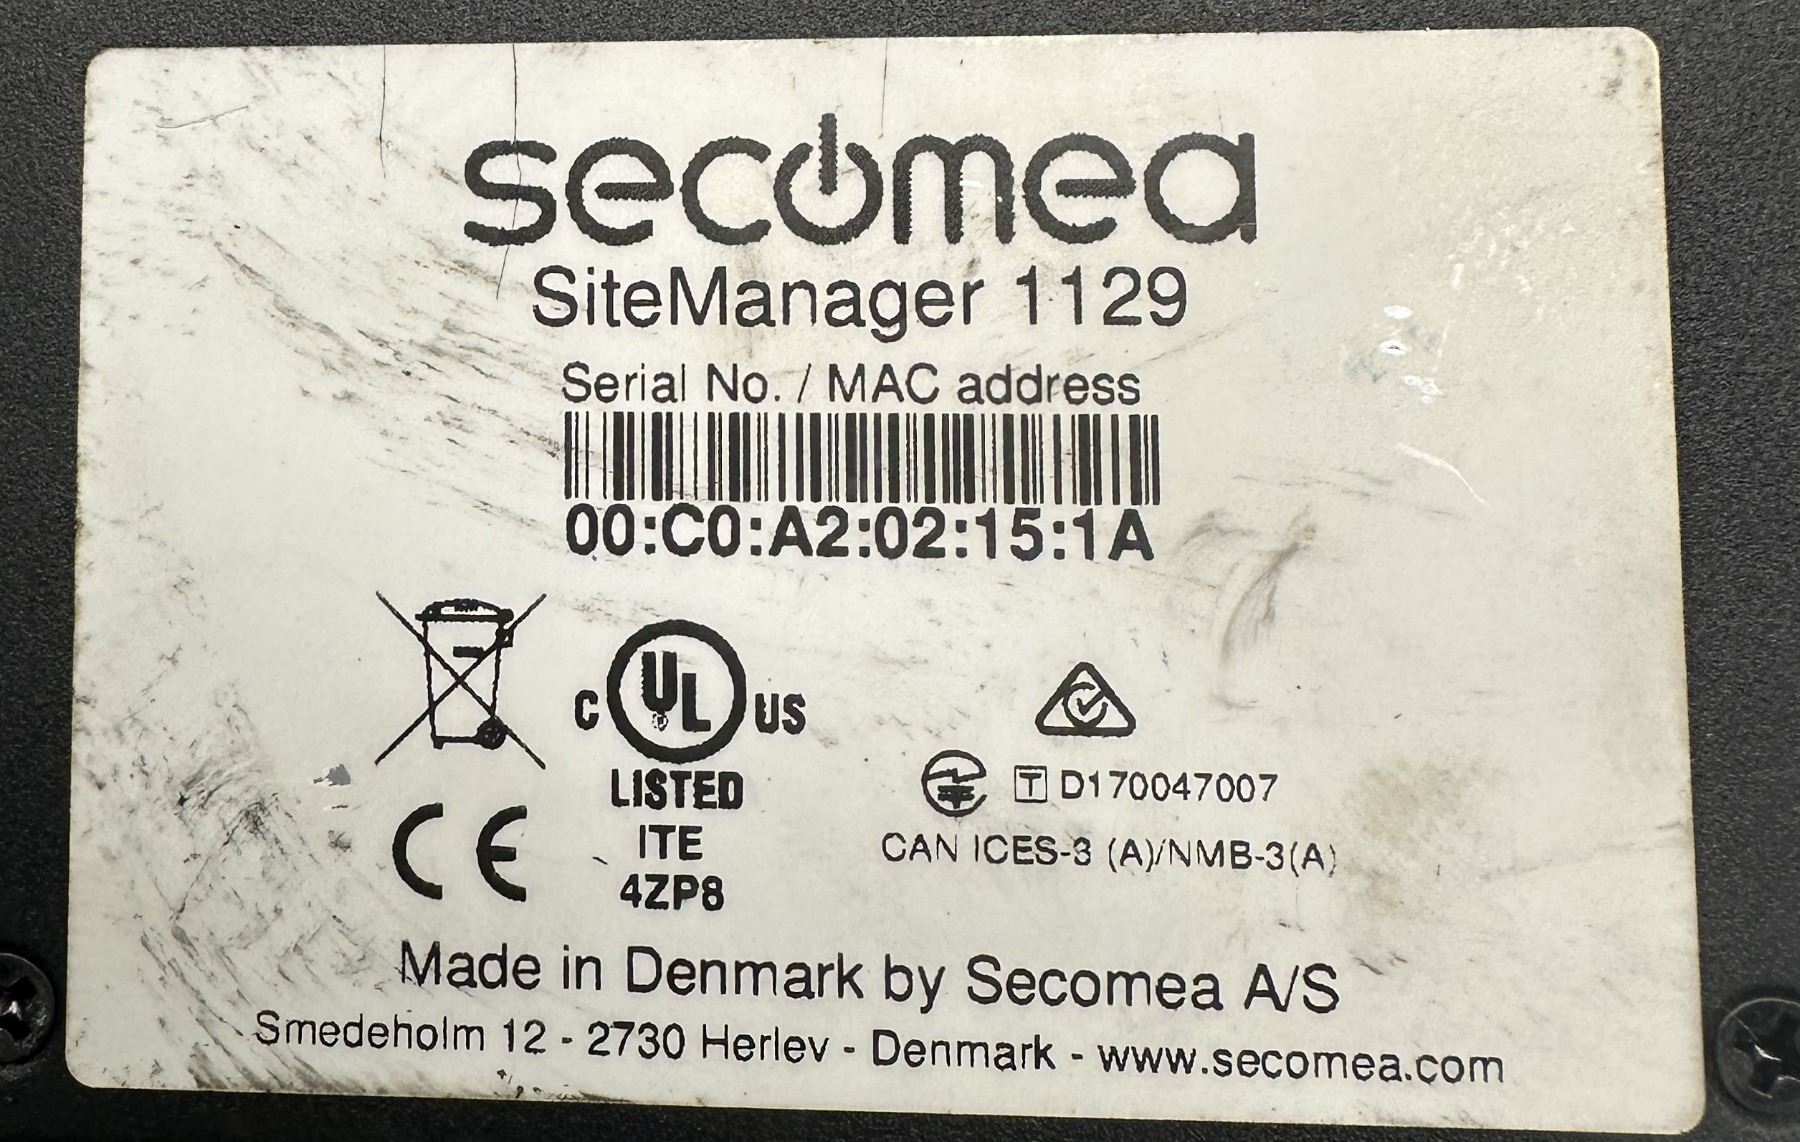 secomea
SiteManager 1129
Serial No. / MAC address
00:C0:A2:02:15:1A
C UL US
LISTED
ITE
4ZP8
CE
T D170047007
CAN ICES-3 (A)/NMB-3(A)
Made in Denmark by Secomea A/S
Smedeholm 12 - 2730 Herlev - Denmark - www.secomea.com